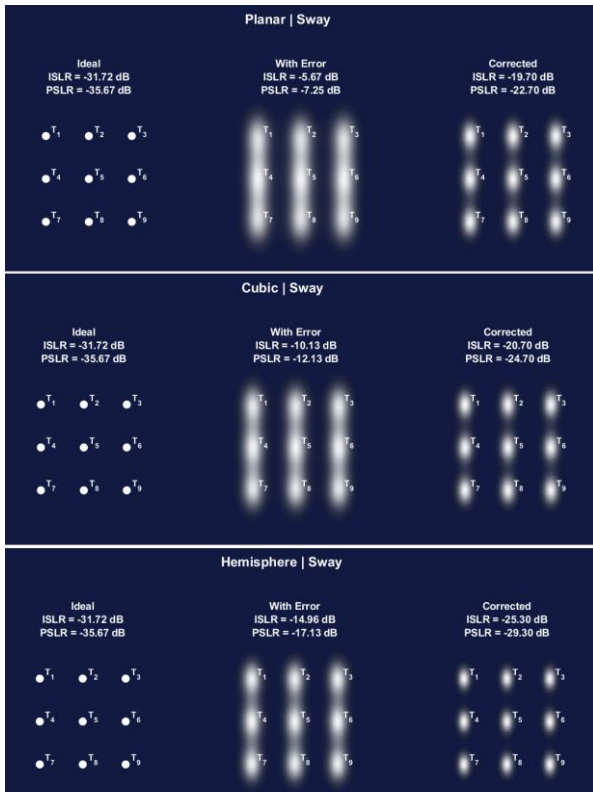 Planar | Sway
Ideal
ISLR = -31.72 dB
PSLR = -35.67 dB
With Error
ISLR = -5.67 dB
PSLR = -7.25 dB
Corrected
ISLR = -19.70 dB
PSLR = -22.70 dB
T1 T2 T3
T4 T5 T6
T7 T8 T9
T1 T2 T3
T4 T5 T6
T7 T8 T9
T1 T2 T3
T4 T5 T6
T7 T8 T9
Cubic | Sway
Ideal
ISLR = -31.72 dB
PSLR = -35.67 dB
With Error
ISLR = -10.13 dB
PSLR = -12.13 dB
Corrected
ISLR = -20.70 dB
PSLR = -24.70 dB
T1 T2 T3
T4 T5 T6
T7 T8 T9
T1 T2 T3
T4 T5 T6
T7 T8 T9
T1 T2 T3
T4 T5 T6
T7 T8 T9
Hemisphere | Sway
Ideal
ISLR = -31.72 dB
PSLR = -35.67 dB
With Error
ISLR = -14.96 dB
PSLR = -17.13 dB
Corrected
ISLR = -25.30 dB
PSLR = -29.30 dB
T1 T2 T3
T4 T5 T6
T7 T8 T9
T1 T2 T3
T4 T5 T6
T7 T8 T9
T1 T2 T3
T4 T5 T6
T7 T8 T9